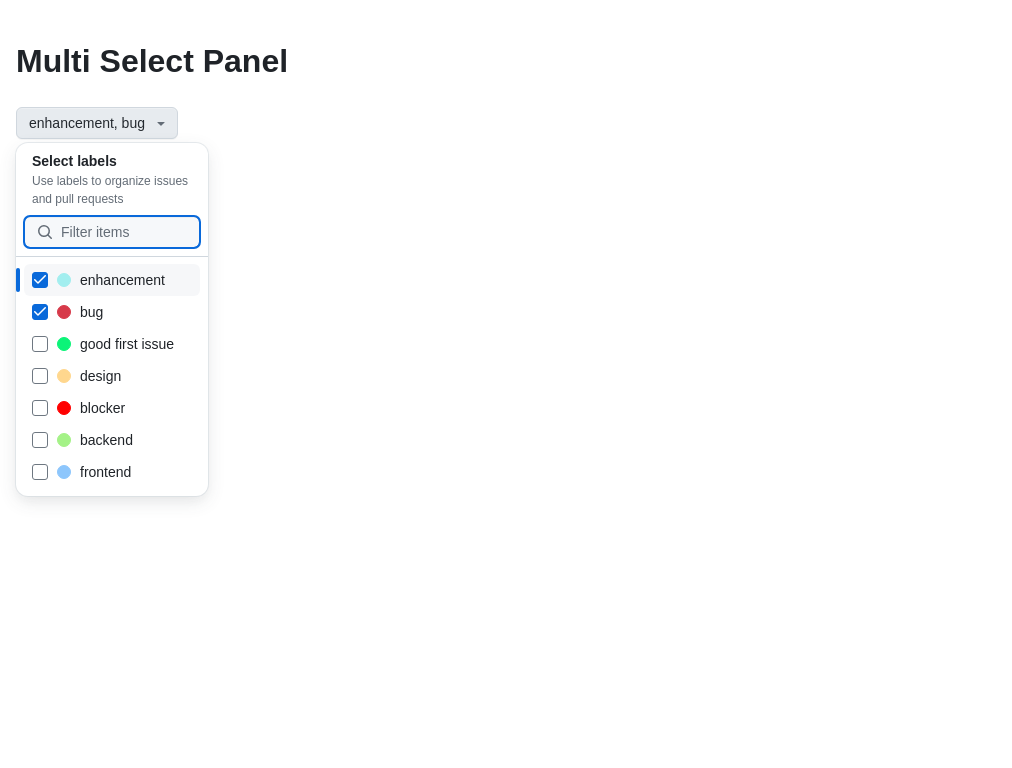 Multi Select Panel
enhancement, bug
Select labels
Use labels to organize issues
and pull requests
Filter items
enhancement
bug
good first issue
design
blocker
backend
frontend